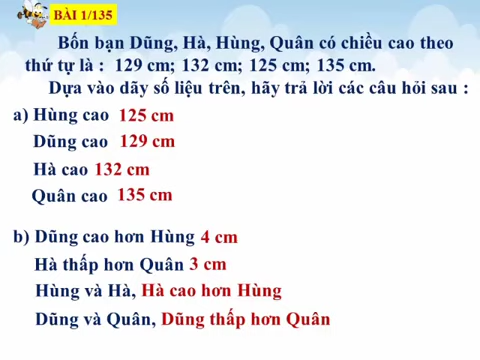 BÀI 1/135
Bốn bạn Dũng, Hà, Hùng, Quân có chiều cao theo
thứ tự là : 129 cm; 132 cm; 125 cm; 135 cm.
Dựa vào dãy số liệu trên, hãy trả lời các câu hỏi sau :
a) Hùng cao 125 cm
Dũng cao 129 cm
Hà cao 132 cm
Quân cao 135 cm
b) Dũng cao hơn Hùng 4 cm
Hà thấp hơn Quân 3 cm
Hùng và Hà, Hà cao hơn Hùng
Dũng và Quân, Dũng thấp hơn Quân